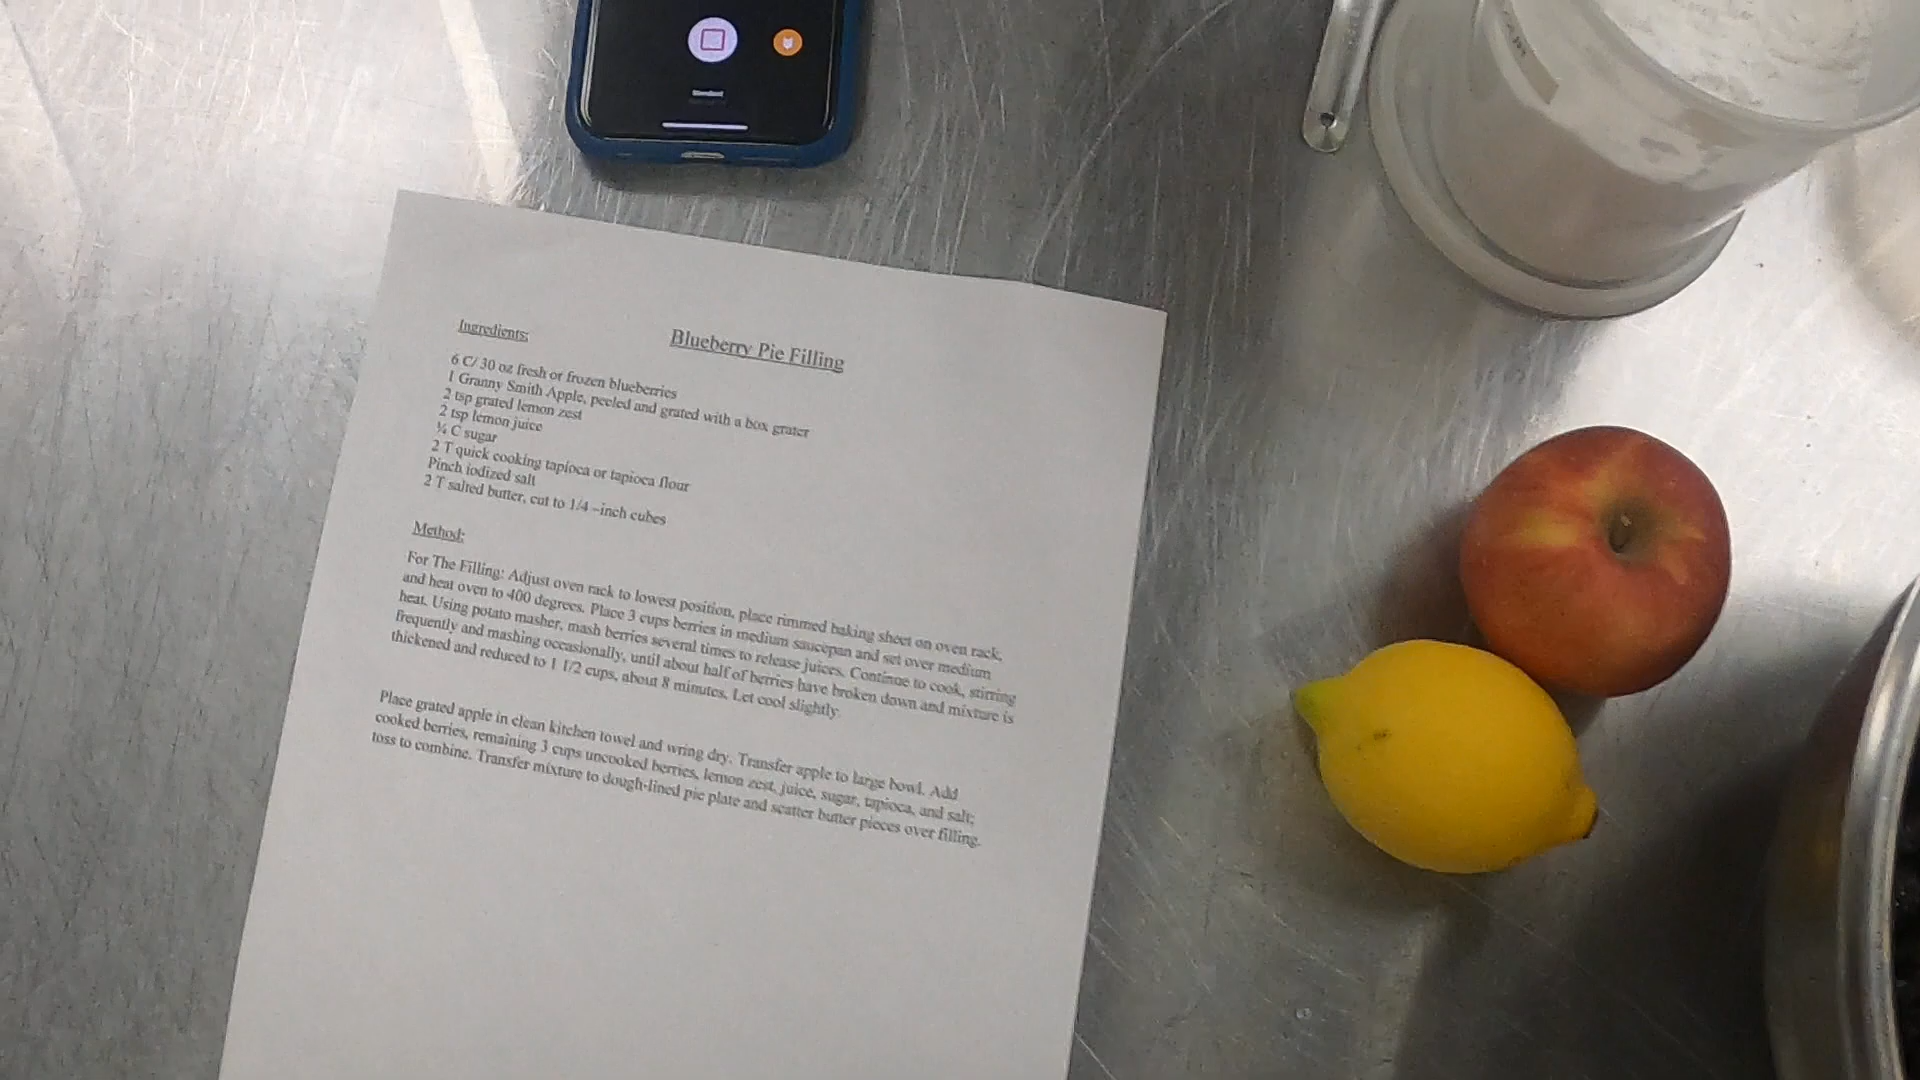 Standard
Blueberry Pie Filling
Ingredients:
6 C/ 30 oz fresh or frozen blueberries
1 Granny Smith Apple, peeled and grated with a box grater
2 tsp grated lemon zest
2 tsp lemon juice
¾ C sugar
2 T quick cooking tapioca or tapioca flour
Pinch iodized salt
2 T salted butter, cut to 1/4 –inch cubes
Method:
For The Filling: Adjust oven rack to lowest position, place rimmed baking sheet on oven rack,
and heat oven to 400 degrees. Place 3 cups berries in medium saucepan and set over medium
heat. Using potato masher, mash berries several times to release juices. Continue to cook, stirring
frequently and mashing occasionally, until about half of berries have broken down and mixture is
thickened and reduced to 1 1/2 cups, about 8 minutes. Let cool slightly.
Place grated apple in clean kitchen towel and wring dry. Transfer apple to large bowl. Add
cooked berries, remaining 3 cups uncooked berries, lemon zest, juice, sugar, tapioca, and salt;
toss to combine. Transfer mixture to dough-lined pie plate and scatter butter pieces over filling.